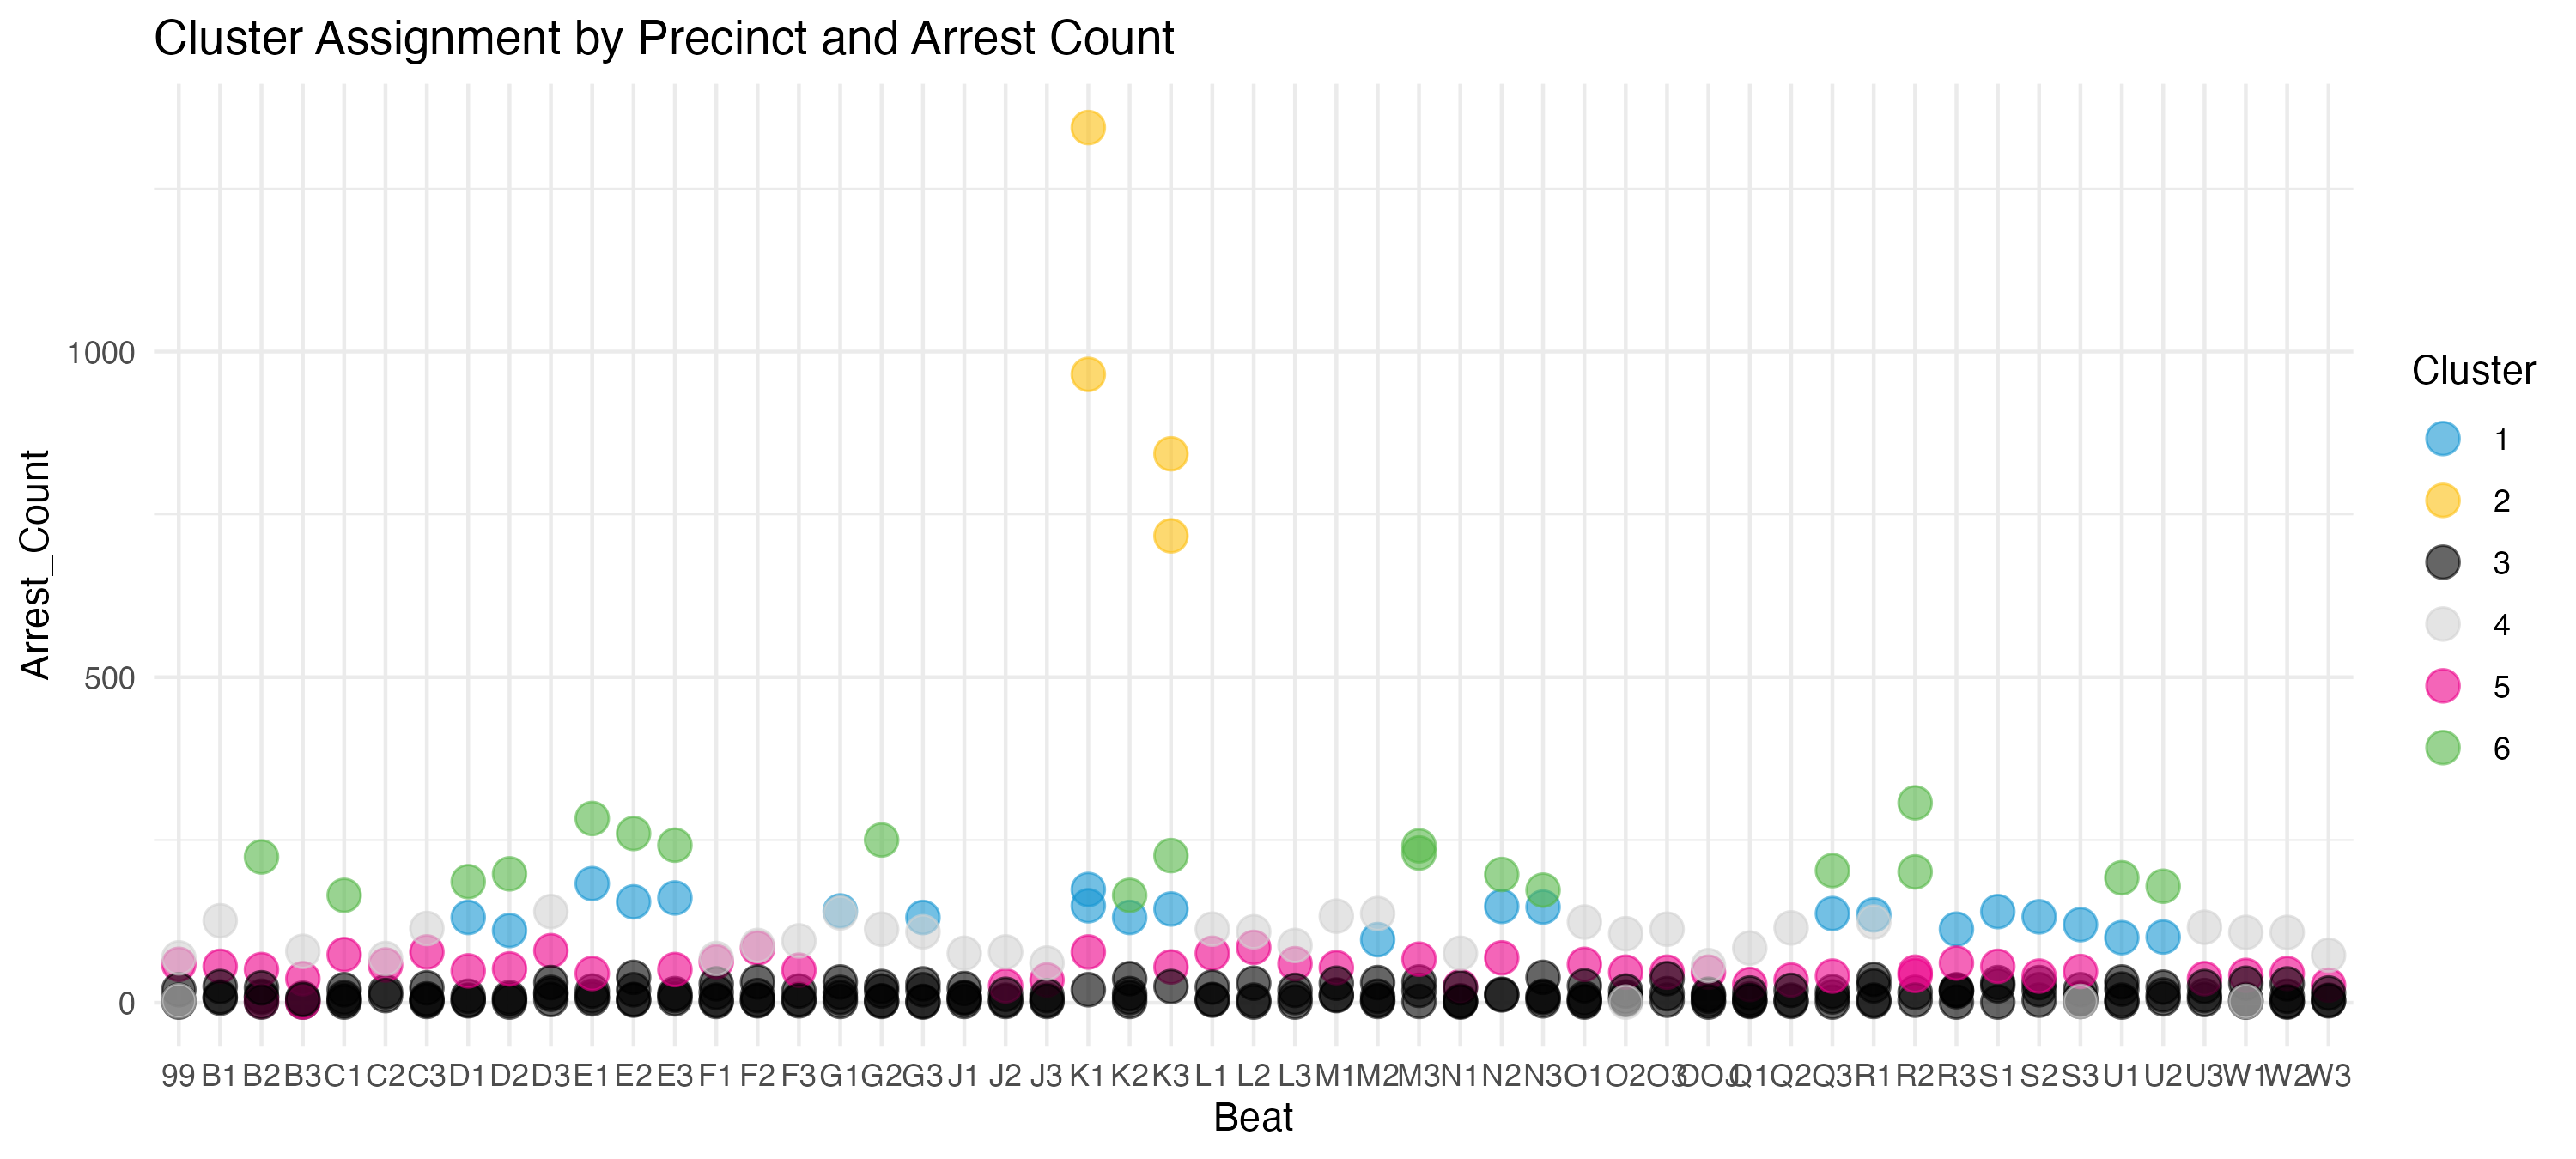 Cluster Assignment by Precinct and Arrest Count
Arrest_Count
1000
500
0
99 B1 B2 B3 C1 C2 C3 D1 D2 D3 E1 E2 E3 F1 F2 F3 G1 G2 G3 J1 J2 J3 K1 K2 K3 L1 L2 L3 M1 M2 M3 N1 N2 N3 O1 O2 O3 OOJ Q1 Q2 Q3 R1 R2 R3 S1 S2 S3 U1 U2 U3 W1 W2 W3
Beat
Cluster
1
2
3
4
5
6